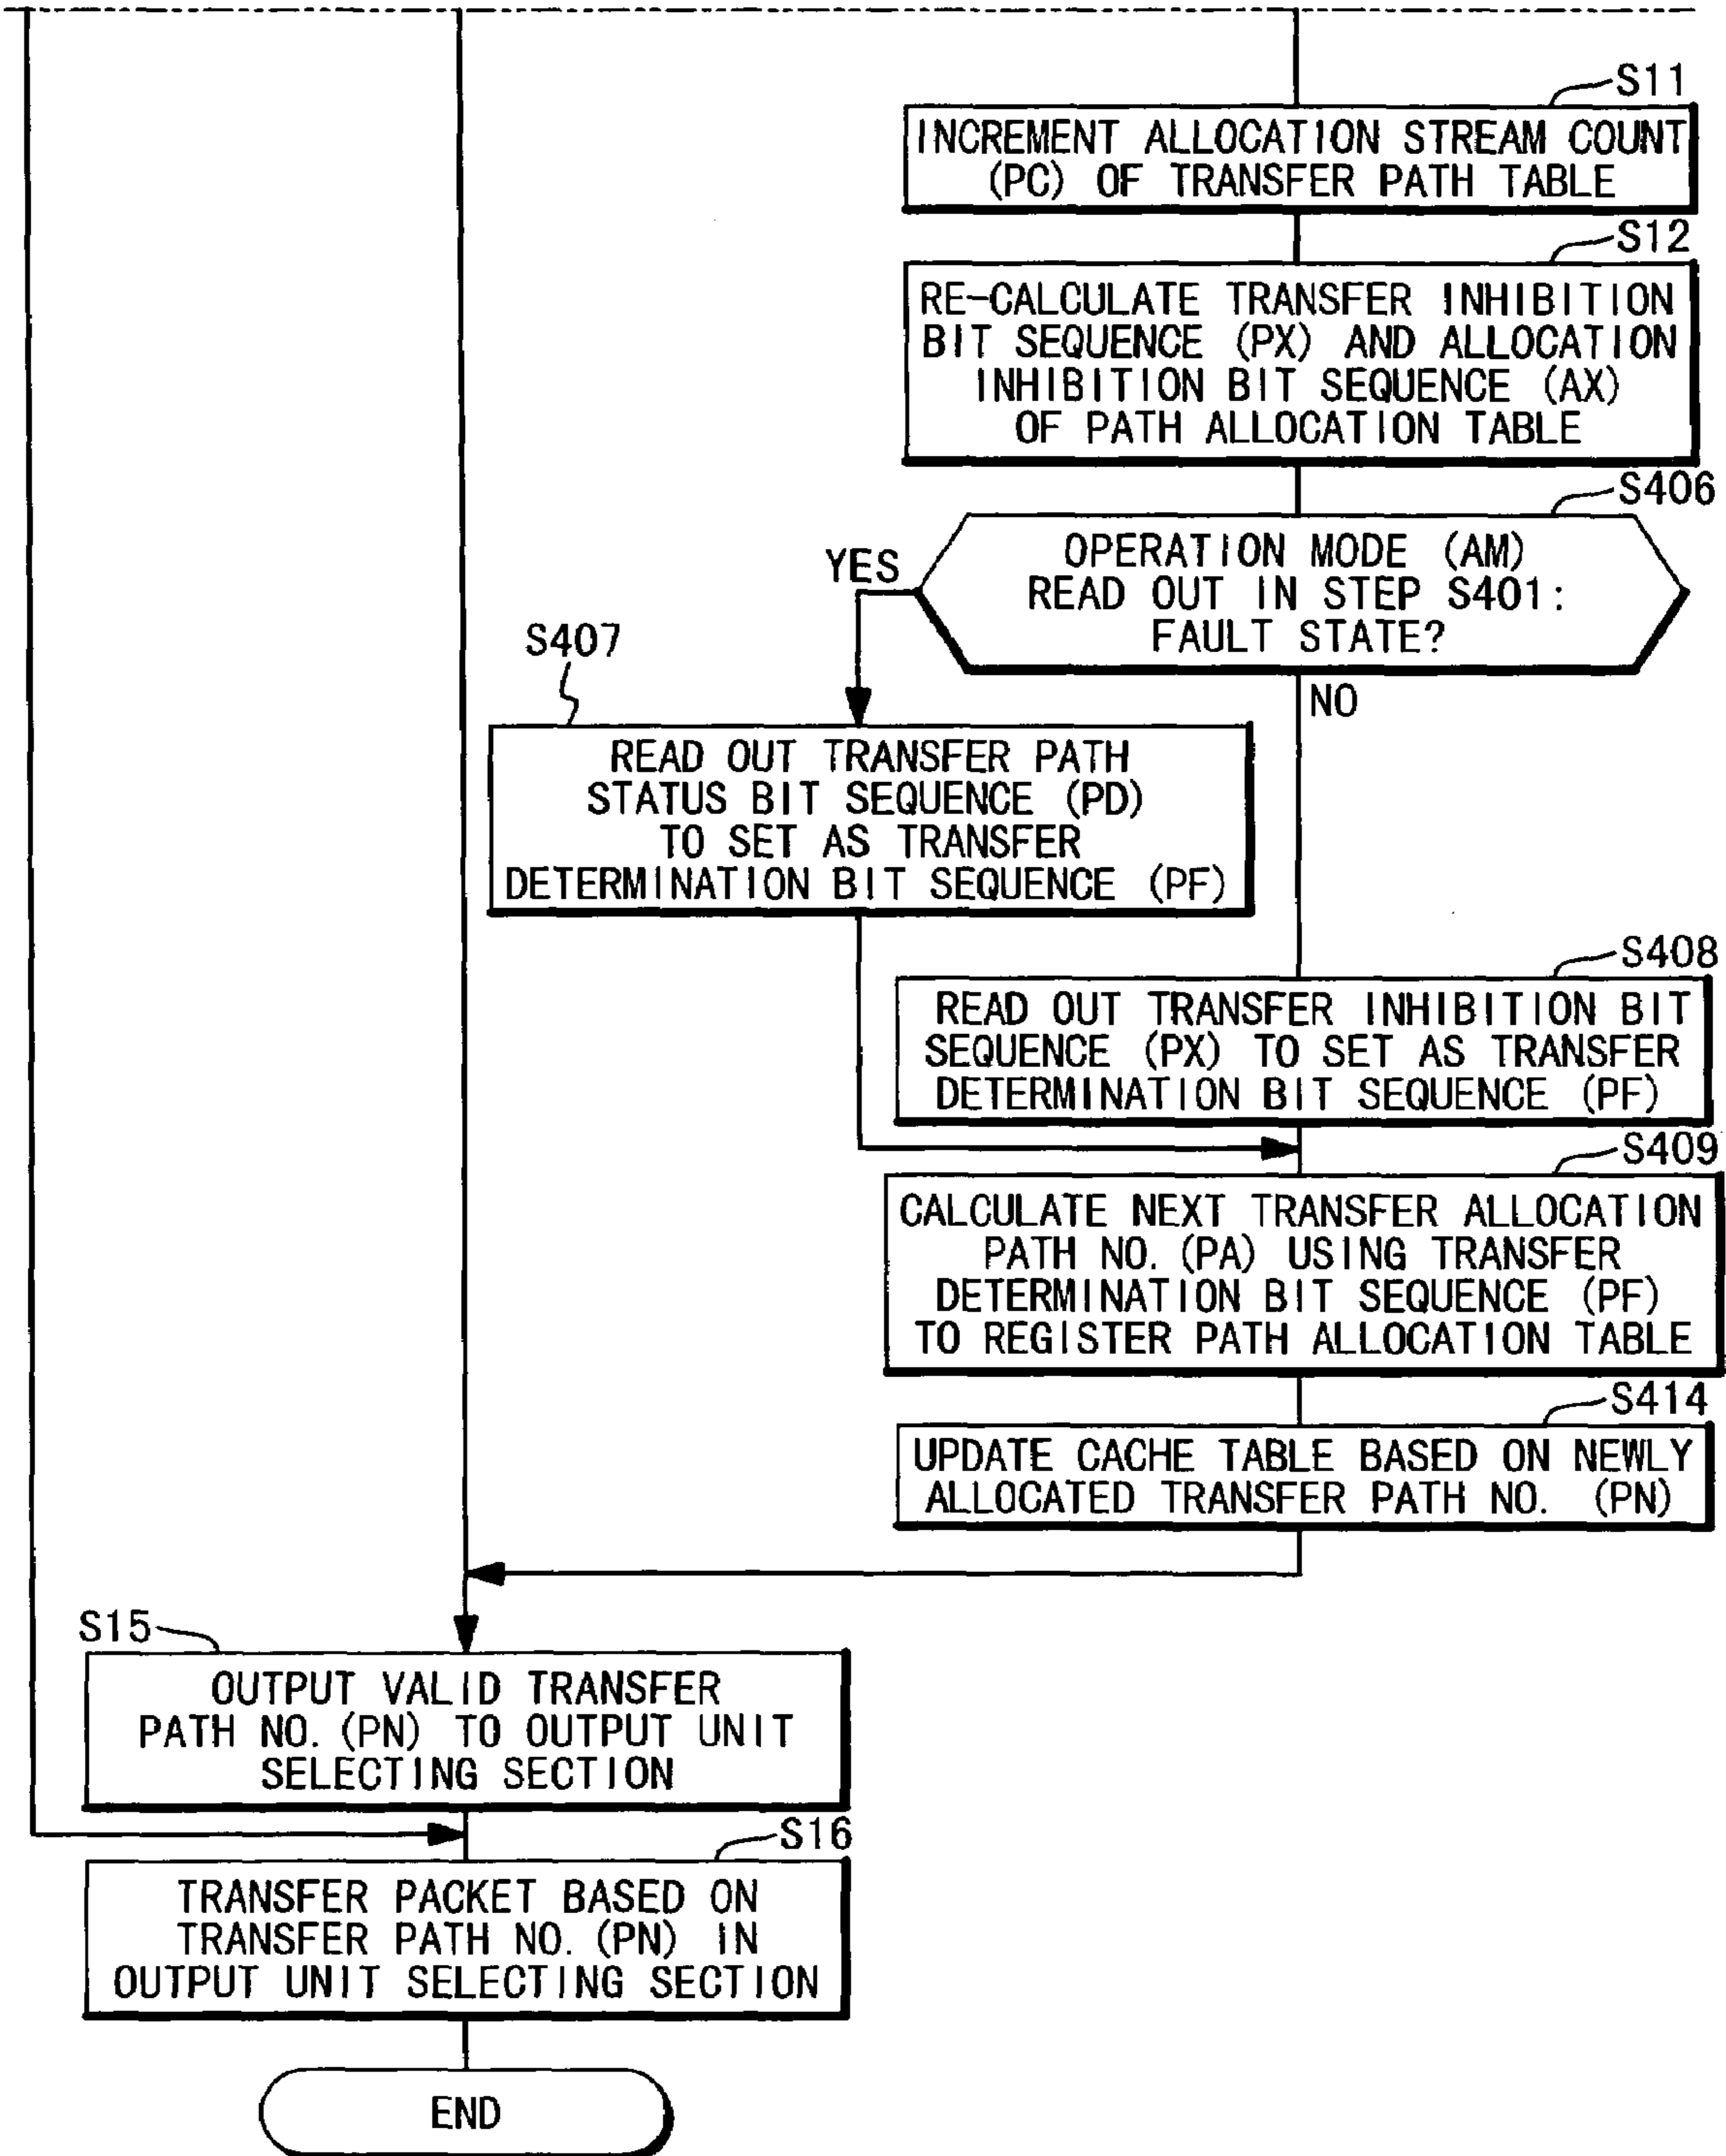 S11
INCREMENT ALLOCATION STREAM COUNT
(PC) OF TRANSFER PATH TABLE
S12
RE-CALCULATE TRANSFER INHIBITION
BIT SEQUENCE (PX) AND ALLOCATION
INHIBITION BIT SEQUENCE (AX)
OF PATH ALLOCATION TABLE
S406
OPERATION MODE (AM)
READ OUT IN STEP S401:
FAULT STATE?
YES
NO
S407
READ OUT TRANSFER PATH
STATUS BIT SEQUENCE (PD)
TO SET AS TRANSFER
DETERMINATION BIT SEQUENCE (PF)
S408
READ OUT TRANSFER INHIBITION BIT
SEQUENCE (PX) TO SET AS TRANSFER
DETERMINATION BIT SEQUENCE (PF)
S409
CALCULATE NEXT TRANSFER ALLOCATION
PATH NO. (PA) USING TRANSFER
DETERMINATION BIT SEQUENCE (PF)
TO REGISTER PATH ALLOCATION TABLE
S414
UPDATE CACHE TABLE BASED ON NEWLY
ALLOCATED TRANSFER PATH NO. (PN)
S15
OUTPUT VALID TRANSFER
PATH NO. (PN) TO OUTPUT UNIT
SELECTING SECTION
S16
TRANSFER PACKET BASED ON
TRANSFER PATH NO. (PN) IN
OUTPUT UNIT SELECTING SECTION
END